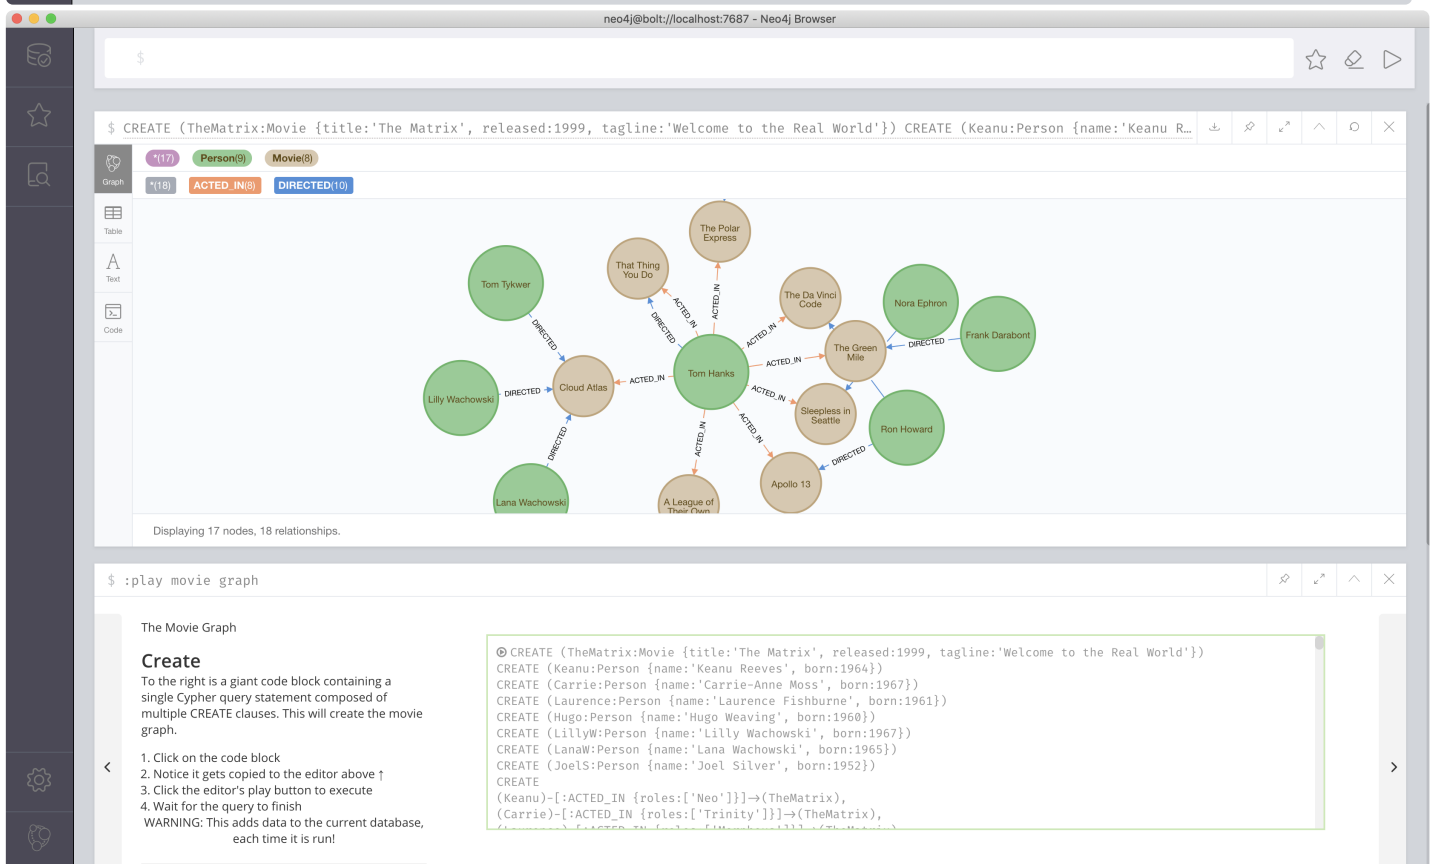 neo4j@bolt://localhost:7687 - Neo4j Browser
$
$ CREATE (TheMatrix:Movie {title:'The Matrix', released:1999, tagline:'Welcome to the Real World'}) CREATE (Keanu:Person {name:'Keanu R…
Graph
Table
Text
Code
*(17) Person(9) Movie(8)
*(18) ACTED_IN(8) DIRECTED(10)
The Polar
Express
That Thing
You Do
Tom Tykwer
The Da Vinci
Code
Nora Ephron
Frank Darabont
The Green
Mile
Tom Hanks
Cloud Atlas
Lilly Wachowski
Sleepless in
Seattle
Ron Howard
Apollo 13
Lana Wachowski
A League of
Their Own
DIRECTED
DIRECTED
DIRECTED
DIRECTED
DIRECTED
DIRECTED
ACTED_IN
ACTED_IN
ACTED_IN
ACTED_IN
ACTED_IN
ACTED_IN
ACTED_IN
ACTED_IN
Displaying 17 nodes, 18 relationships.
$ :play movie graph
The Movie Graph
Create
To the right is a giant code block containing a
single Cypher query statement composed of
multiple CREATE clauses. This will create the movie
graph.
1. Click on the code block
2. Notice it gets copied to the editor above ↑
3. Click the editor's play button to execute
4. Wait for the query to finish
WARNING: This adds data to the current database,
each time it is run!
CREATE (TheMatrix:Movie {title:'The Matrix', released:1999, tagline:'Welcome to the Real World'})
CREATE (Keanu:Person {name:'Keanu Reeves', born:1964})
CREATE (Carrie:Person {name:'Carrie-Anne Moss', born:1967})
CREATE (Laurence:Person {name:'Laurence Fishburne', born:1961})
CREATE (Hugo:Person {name:'Hugo Weaving', born:1960})
CREATE (LillyW:Person {name:'Lilly Wachowski', born:1967})
CREATE (LanaW:Person {name:'Lana Wachowski', born:1965})
CREATE (JoelS:Person {name:'Joel Silver', born:1952})
CREATE
(Keanu)-[:ACTED_IN {roles:['Neo']}]->(TheMatrix),
(Carrie)-[:ACTED_IN {roles:['Trinity']}]->(TheMatrix),
(Laurence)-[:ACTED_IN {roles:['Morpheus']}]->(TheMatrix),